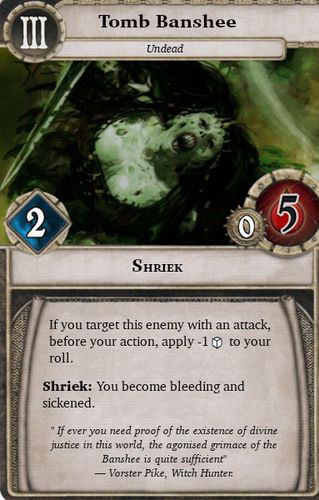 III
Tomb Banshee
Undead
2
0
5
SHRIEK
If you target this enemy with an attack,
before your action, apply -1 to your
roll.
Shriek: You become bleeding and
sickened.
" If ever you need proof of the existence of divine
justice in this world, the agonised grimace of the
Banshee is quite sufficient"
— Vorster Pike, Witch Hunter.